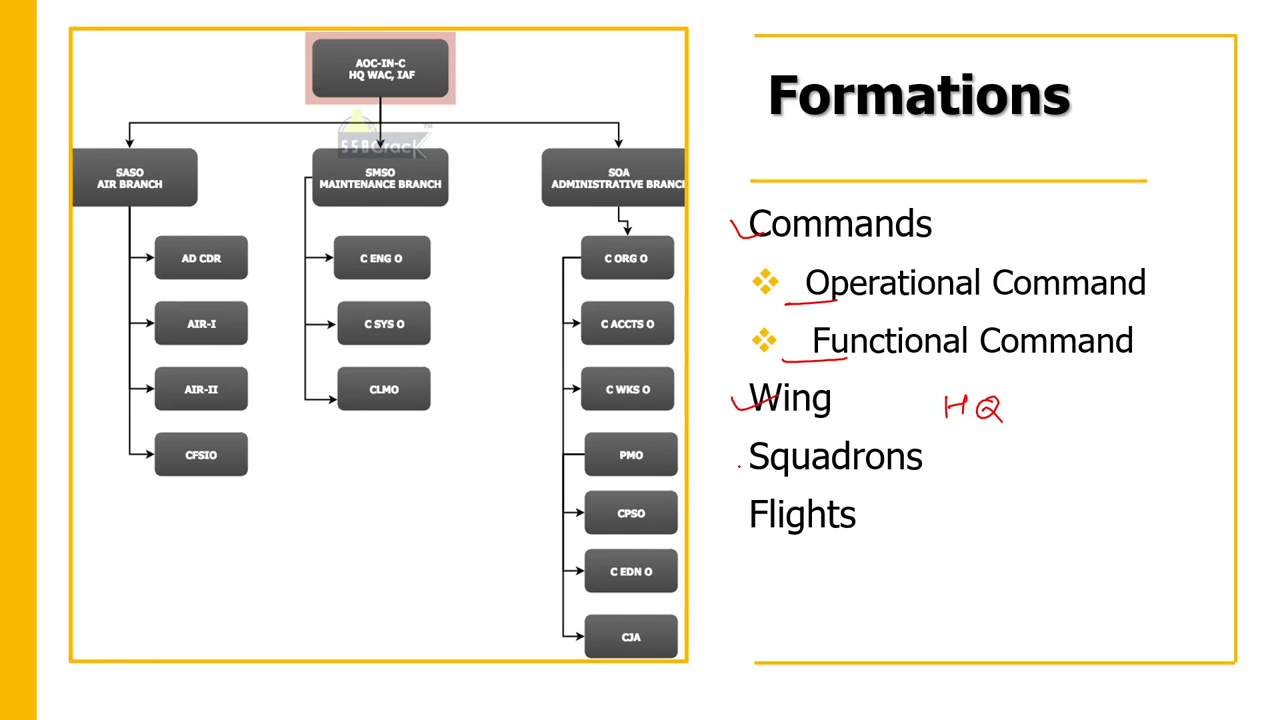 AOC-IN-C
HQ WAC, IAF
SSBCrack™
SASO
AIR BRANCH
SMSO
MAINTENANCE BRANCH
SOA
ADMINISTRATIVE BRANCH
AD CDR
AIR-I
AIR-II
CFSIO
C ENG O
C SYS O
CLMO
C ORG O
C ACCTS O
C WKS O
PMO
CPSO
C EDN O
CJA
Formations
Commands
❖ Operational Command
❖ Functional Command
Wing
HQ
Squadrons
Flights